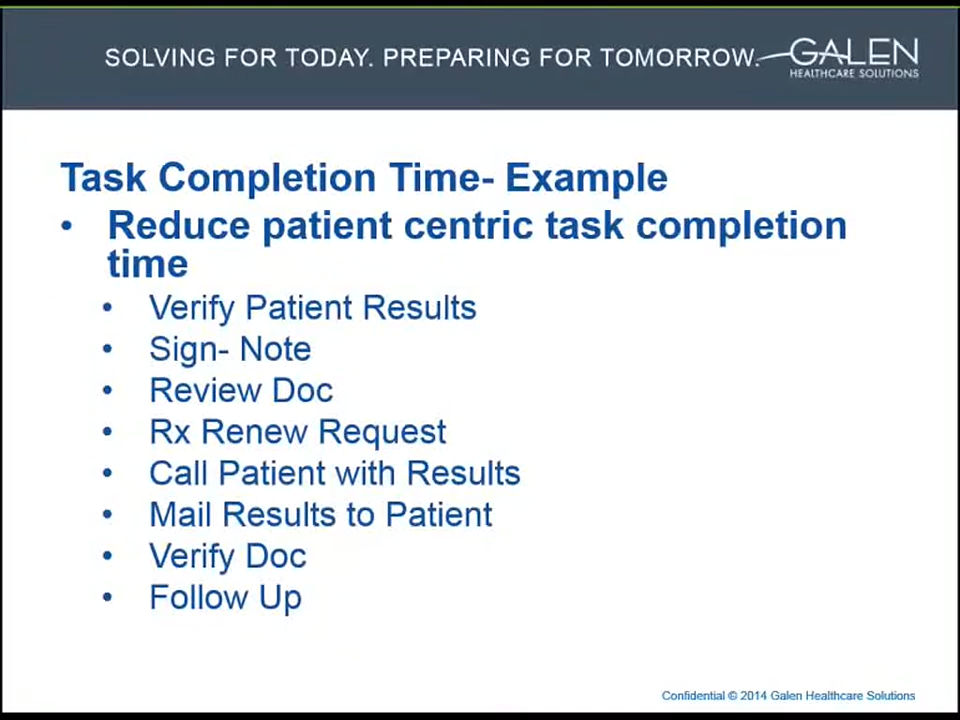 SOLVING FOR TODAY. PREPARING FOR TOMORROW.
GALEN
HEALTHCARE SOLUTIONS
Task Completion Time- Example
• Reduce patient centric task completion
time
• Verify Patient Results
• Sign- Note
• Review Doc
• Rx Renew Request
• Call Patient with Results
• Mail Results to Patient
• Verify Doc
• Follow Up
Confidential © 2014 Galen Healthcare Solutions